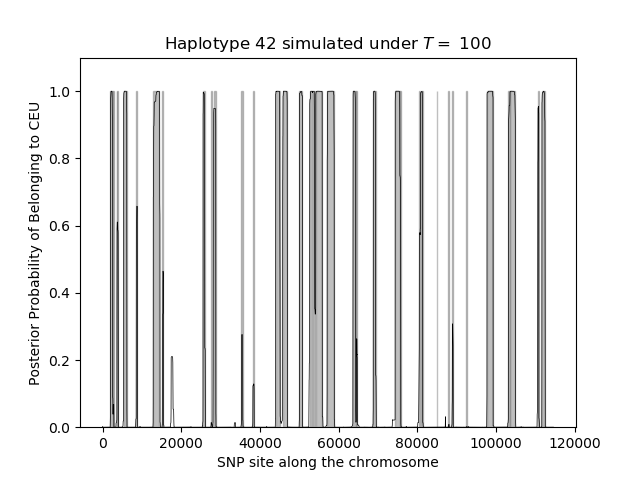 Haplotype 42 simulated under T = 100
Posterior Probability of Belonging to CEU
1.0
0.8
0.6
0.4
0.2
0.0
0 20000 40000 60000 80000 100000 120000
SNP site along the chromosome